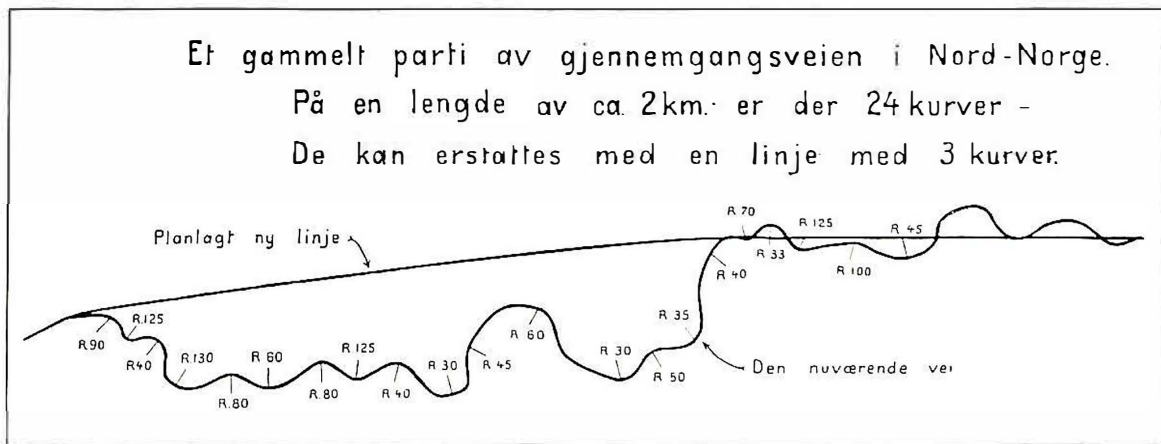 Et gammelt parti av gjennemgangsveien i Nord-Norge.
På en lengde av ca. 2 km. er der 24 kurver -
De kan erstattes med en linje med 3 kurver.
Planlagt ny linje
R.90
R.125
R40
R.130
R.80
R 60
R.80
R.125
R 40
R 30
R 45
R 60
R 30
R 50
R 35
R 40
R 70
R 33
R 125
R 100
R 45
Den nuværende vei